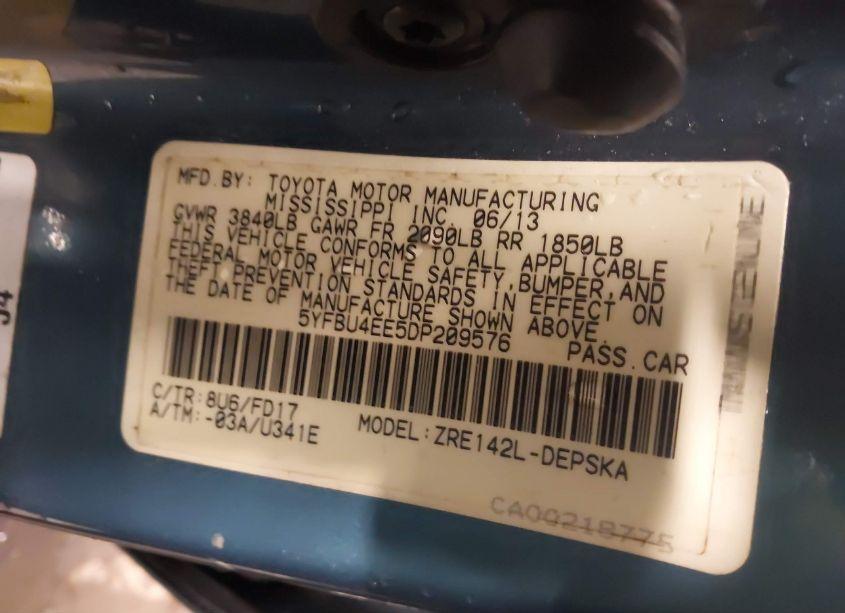 MFD.BY: TOYOTA MOTOR MANUFACTURING
MISSISSIPPI INC. 06/13
GVWR 3840LB GAWR FR 2090LB RR 1850LB
THIS VEHICLE CONFORMS TO ALL APPLICABLE
FEDERAL MOTOR VEHICLE SAFETY,BUMPER,AND
THEFT PREVENTION STANDARDS IN EFFECT ON
THE DATE OF MANUFACTURE SHOWN ABOVE.
5YFBU4EE5DP209576 PASS.CAR
C/TR:8U6/FD17
A/TM:-03A/U341E MODEL:ZRE142L-DEPSKA
CA00218775
J4